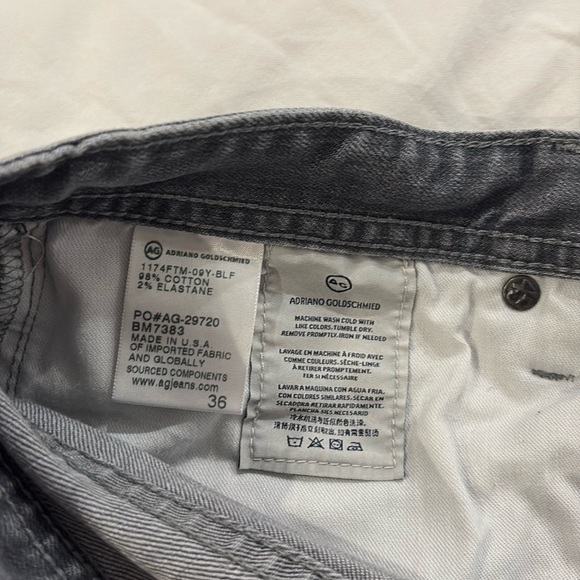 AG ADRIANO GOLDSCHMIED
1174FTM-09Y-BLF
98% COTTON
2% ELASTANE
PO#AG-29720
BM7383
MADE IN U.S.A.
OF IMPORTED FABRIC
AND GLOBALLY
SOURCED COMPONENTS
www.agjeans.com
36
AG
ADRIANO GOLDSCHMIED
MACHINE WASH COLD WITH
LIKE COLORS. TUMBLE DRY.
REMOVE PROMPTLY. IRON IF NEEDED
LAVAGE EN MACHINE À FROID AVEC
COMME COULEURS. SÈCHE-LINGE
À RETIRER PROMPTEMENT.
FER SI NÉCESSAIRE
LAVAR A MAQUINA CON AGUA FRIA.
CON COLORES SIMILARES. SECAR EN
SECADORA RETIRAR RAPIDAMENTE.
PLANCHA SI ES NECESARIO